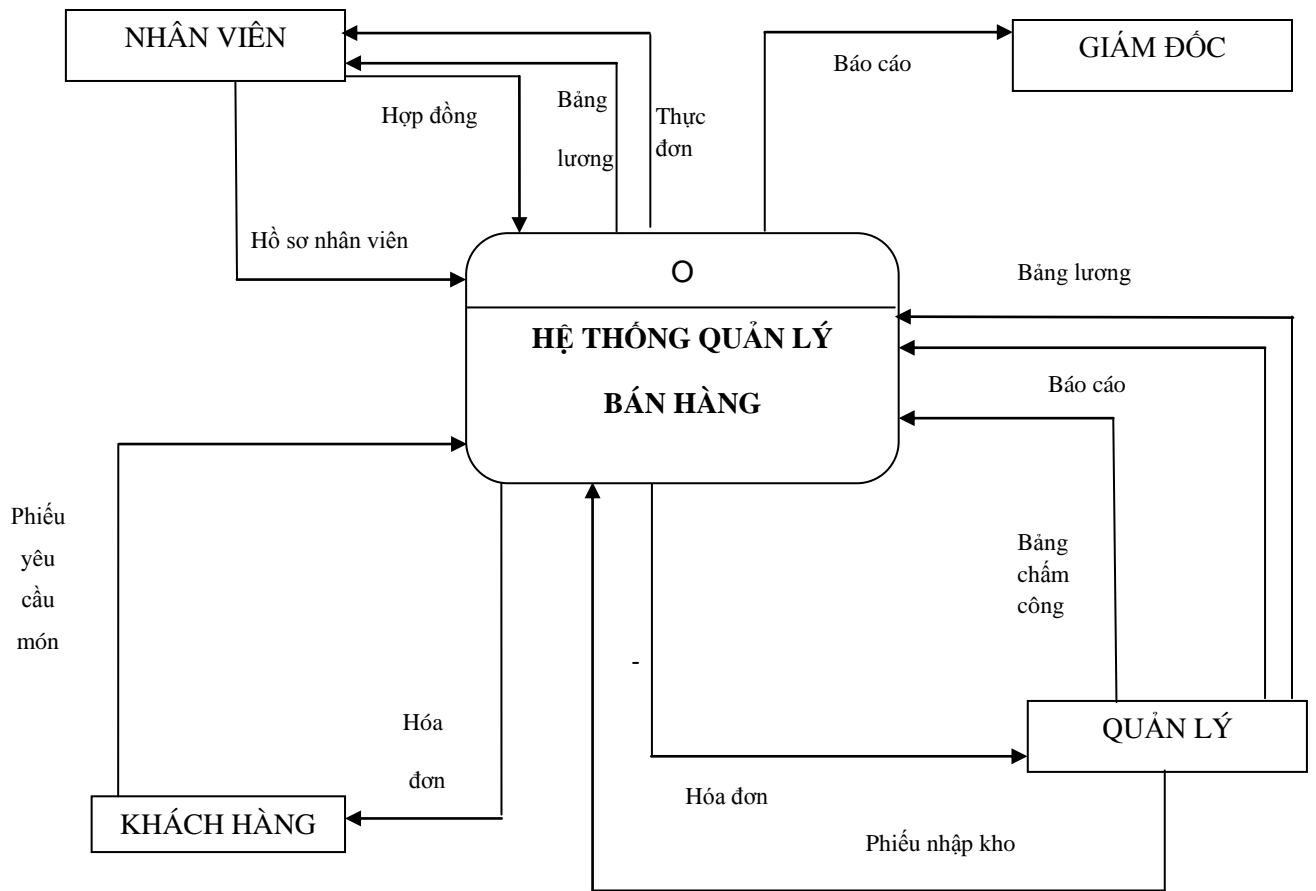 NHÂN VIÊN
GIÁM ĐỐC
Báo cáo
Hợp đồng
Bảng
lương
Thực
đơn
Hồ sơ nhân viên
O
HỆ THỐNG QUẢN LÝ
BÁN HÀNG
Bảng lương
Báo cáo
Phiếu
yêu
cầu
món
Bảng
chấm
công
-
Hóa
đơn
QUẢN LÝ
Hóa đơn
KHÁCH HÀNG
Phiếu nhập kho